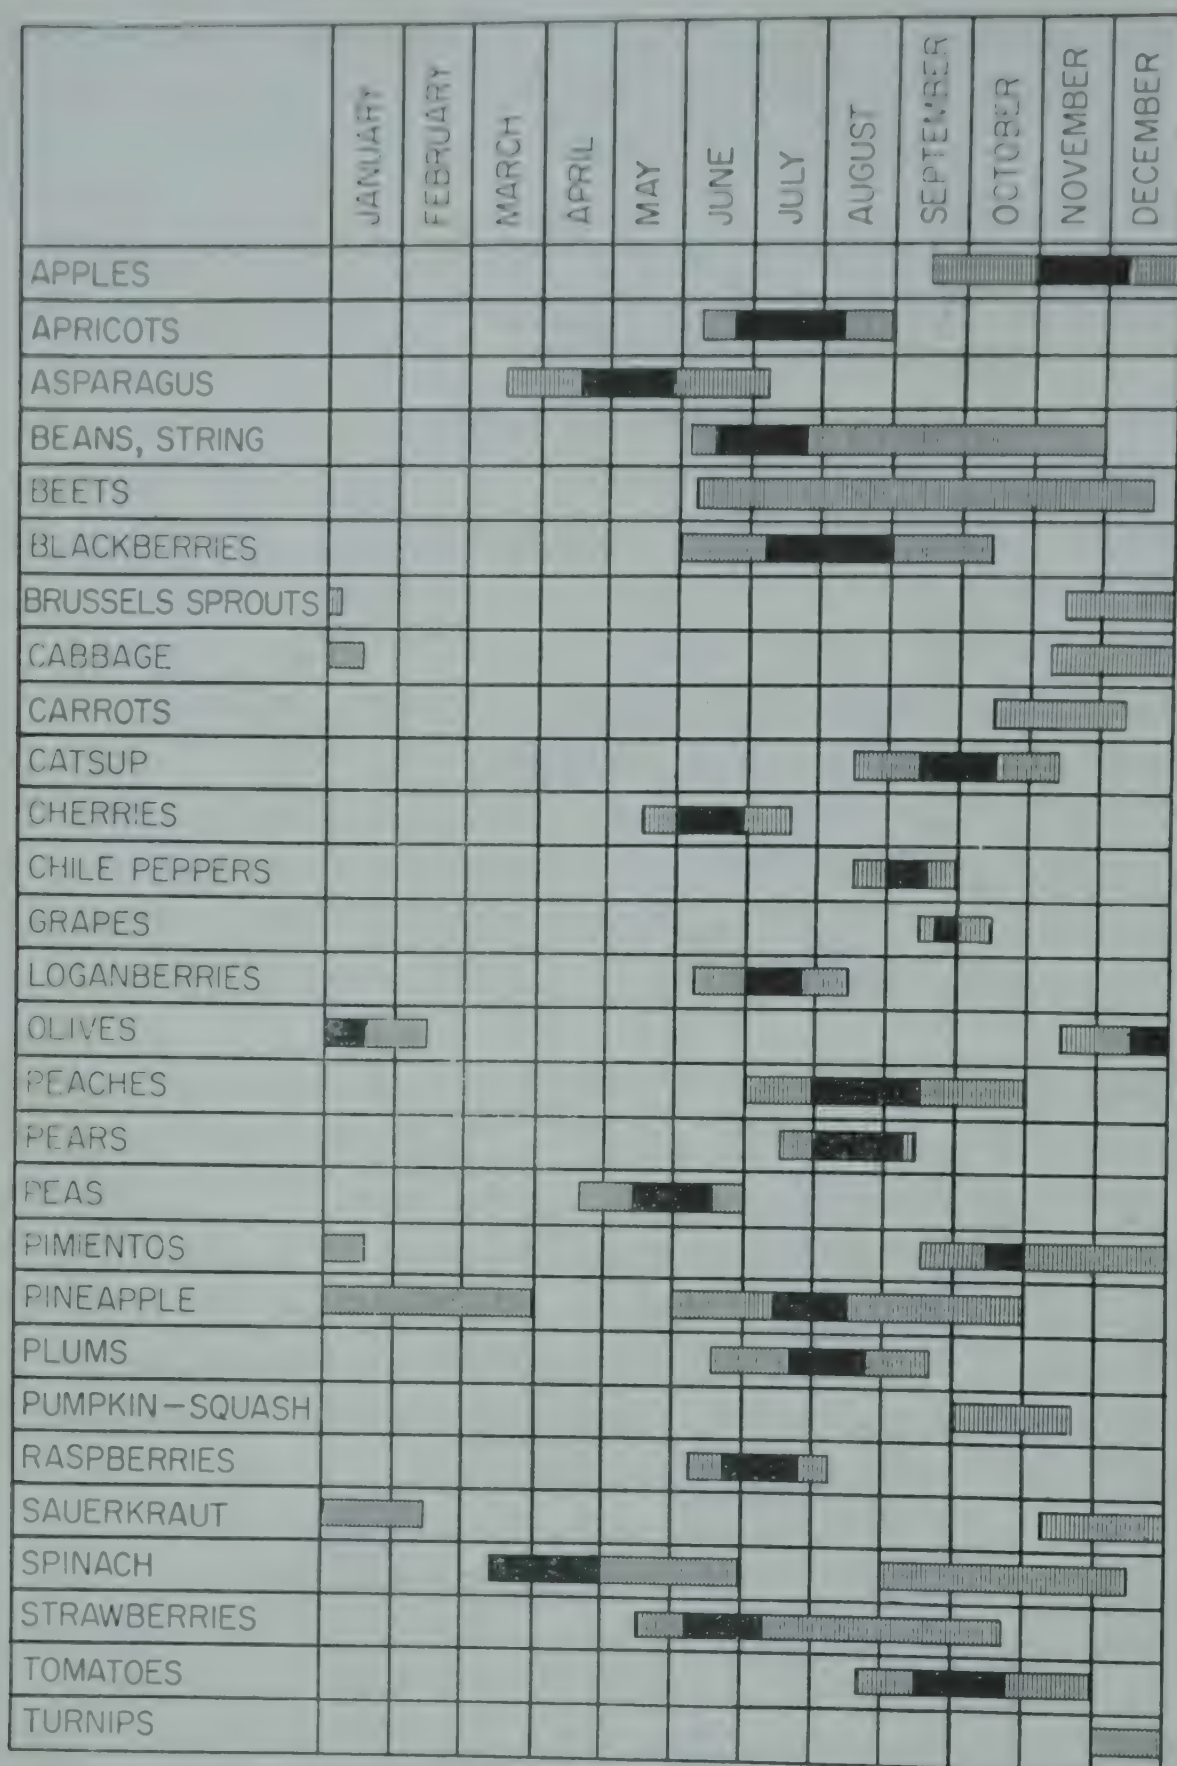 JANUARY
FEBRUARY
MARCH
APRIL
MAY
JUNE
JULY
AUGUST
SEPTEMBER
OCTOBER
NOVEMBER
DECEMBER
APPLES
APRICOTS
ASPARAGUS
BEANS, STRING
BEETS
BLACKBERRIES
BRUSSELS SPROUTS
CABBAGE
CARROTS
CATSUP
CHERRIES
CHILE PEPPERS
GRAPES
LOGANBERRIES
OLIVES
PEACHES
PEARS
PEAS
PIMIENTOS
PINEAPPLE
PLUMS
PUMPKIN-SQUASH
RASPBERRIES
SAUERKRAUT
SPINACH
STRAWBERRIES
TOMATOES
TURNIPS